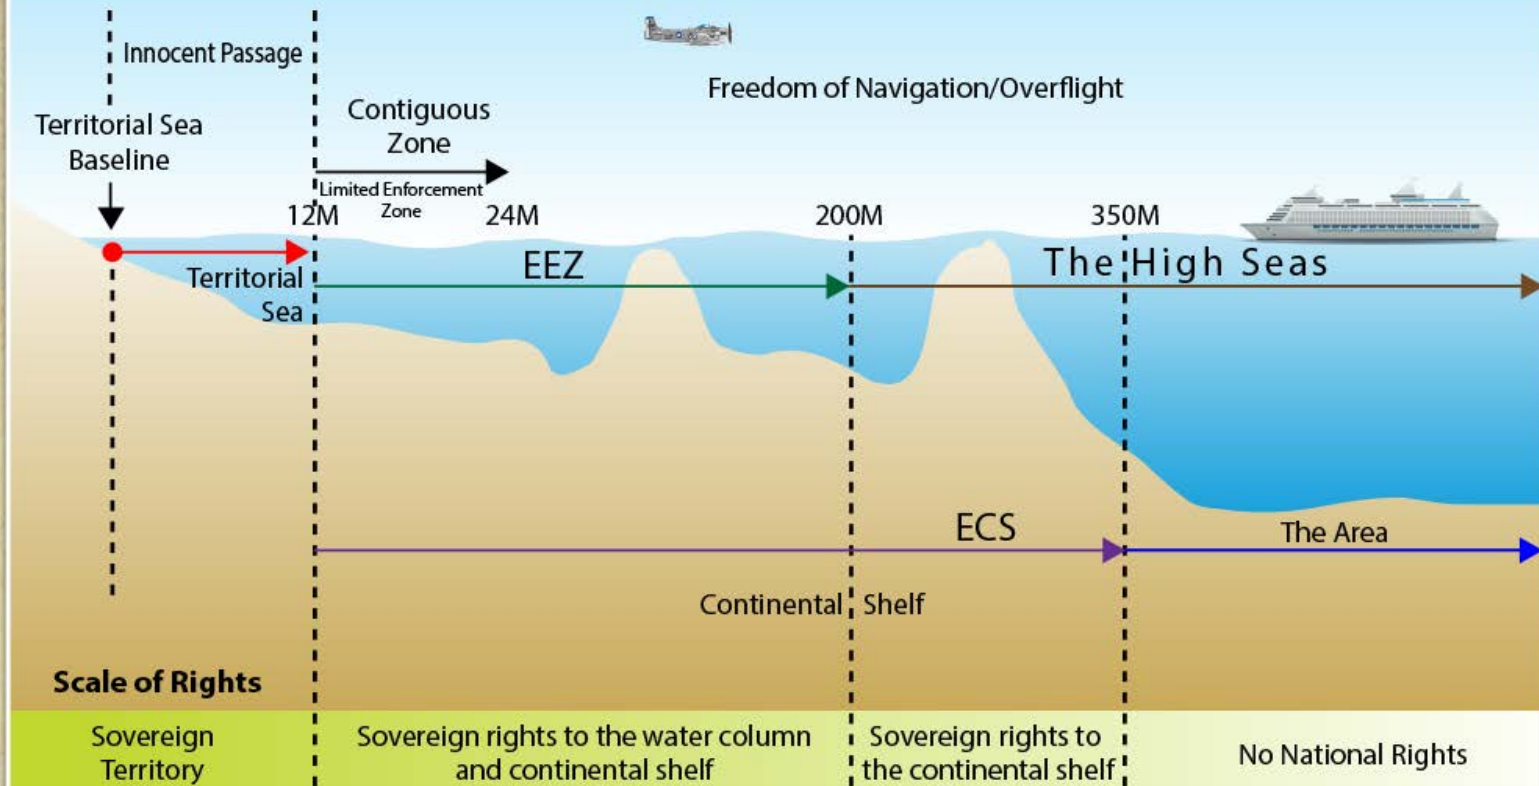 Innocent Passage
Freedom of Navigation/Overflight
Territorial Sea
Baseline
Contiguous
Zone
Limited Enforcement
Zone
12M
24M
200M
350M
Territorial
Sea
EEZ
The High Seas
ECS
The Area
Continental Shelf
Scale of Rights
Sovereign
Territory
Sovereign rights to the water column
and continental shelf
Sovereign rights to
the continental shelf
No National Rights